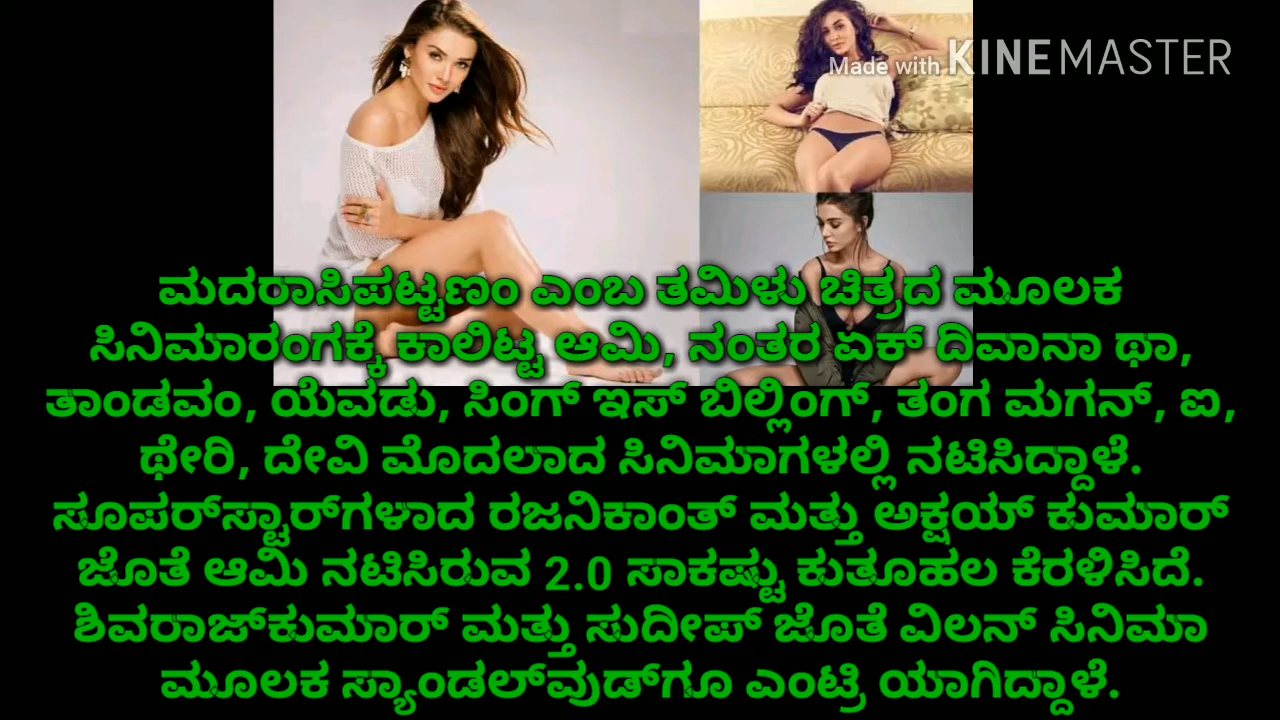 Made with KINEMASTER
ಮದರಾಸಿಪಟ್ಟಣಂ ಎಂಬ ತಮಿಳು ಚಿತ್ರದ ಮೂಲಕ
ಸಿನಿಮಾರಂಗಕ್ಕೆ ಕಾಲಿಟ್ಟ ಆಮಿ, ನಂತರ ಏಕ್ ದಿವಾನಾ ಥಾ,
ತಾಂಡವಂ, ಯೆವಡು, ಸಿಂಗ್ ಇಸ್ ಬಿಲ್ಲಿಂಗ್, ತಂಗ ಮಗನ್, ಐ,
ಥೇರಿ, ದೇವಿ ಮೊದಲಾದ ಸಿನಿಮಾಗಳಲ್ಲಿ ನಟಿಸಿದ್ದಾಳೆ.
ಸೂಪರ್‌ಸ್ಟಾರ್‌ಗಳಾದ ರಜನಿಕಾಂತ್ ಮತ್ತು ಅಕ್ಷಯ್ ಕುಮಾರ್
ಜೊತೆ ಆಮಿ ನಟಿಸಿರುವ 2.0 ಸಾಕಷ್ಟು ಕುತೂಹಲ ಕೆರಳಿಸಿದೆ.
ಶಿವರಾಜ್‌ಕುಮಾರ್ ಮತ್ತು ಸುದೀಪ್ ಜೊತೆ ವಿಲನ್ ಸಿನಿಮಾ
ಮೂಲಕ ಸ್ಯಾಂಡಲ್‌ವುಡ್‌ಗೂ ಎಂಟ್ರಿ ಯಾಗಿದ್ದಾಳೆ.